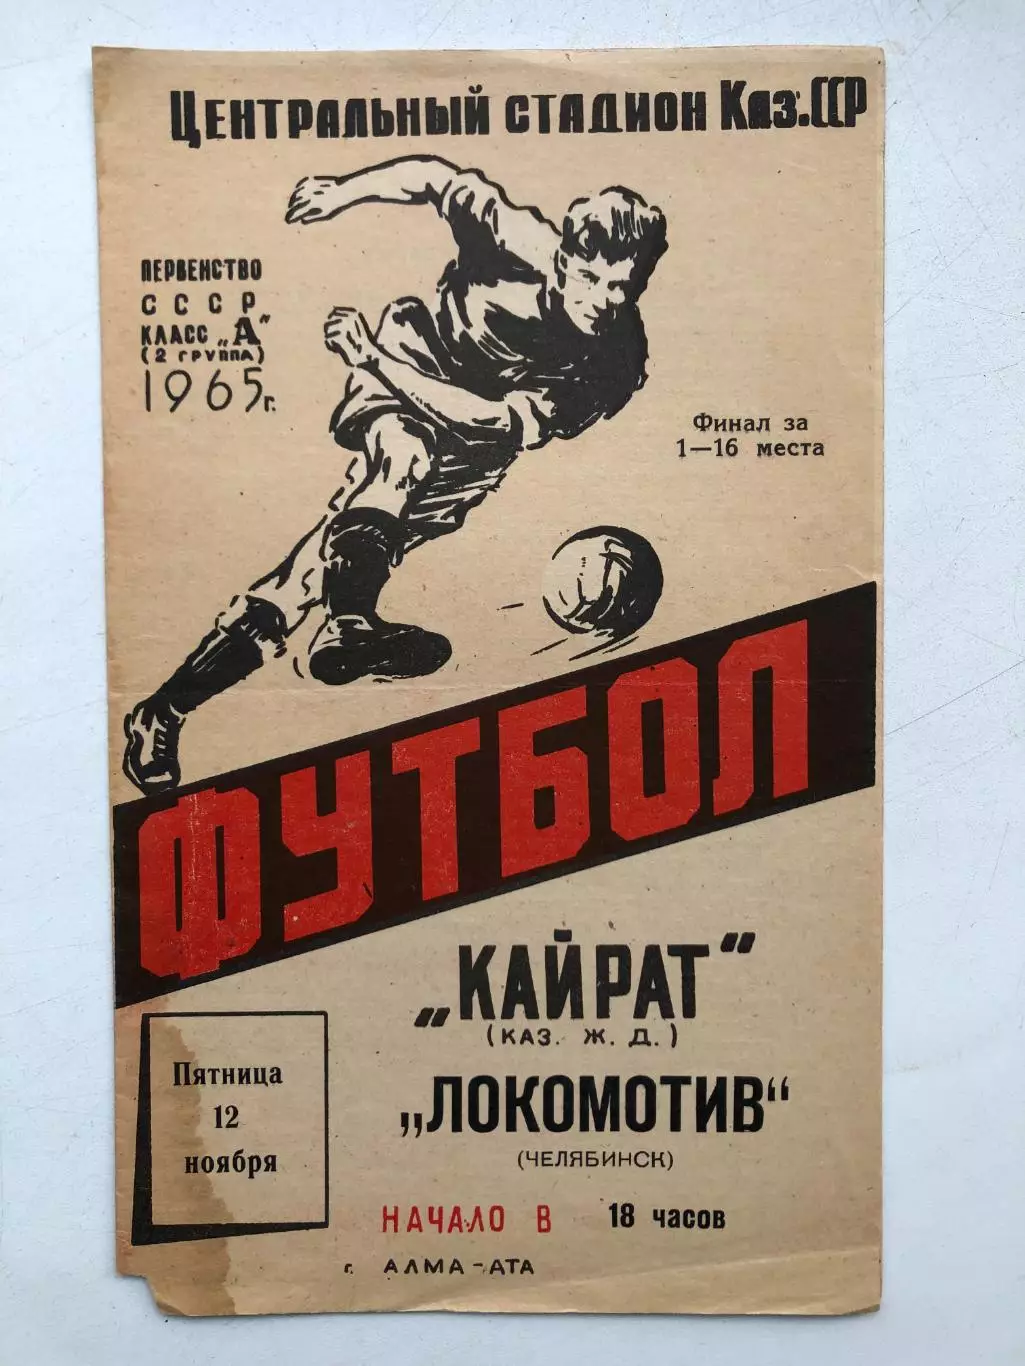 ЦЕНТРАЛЬНЫЙ СТАДИОН Каз.ССР
ПЕРВЕНСТВО
СССР
КЛАСС „А"
(2 ГРУППА)
1965 г.
Финал за
1—16 места
ФУТБОЛ
„КАЙРАТ"
(КАЗ. Ж. Д.)
„ЛОКОМОТИВ"
(ЧЕЛЯБИНСК)
Пятница
12
ноября
НАЧАЛО В 18 часов
г. АЛМА-АТА